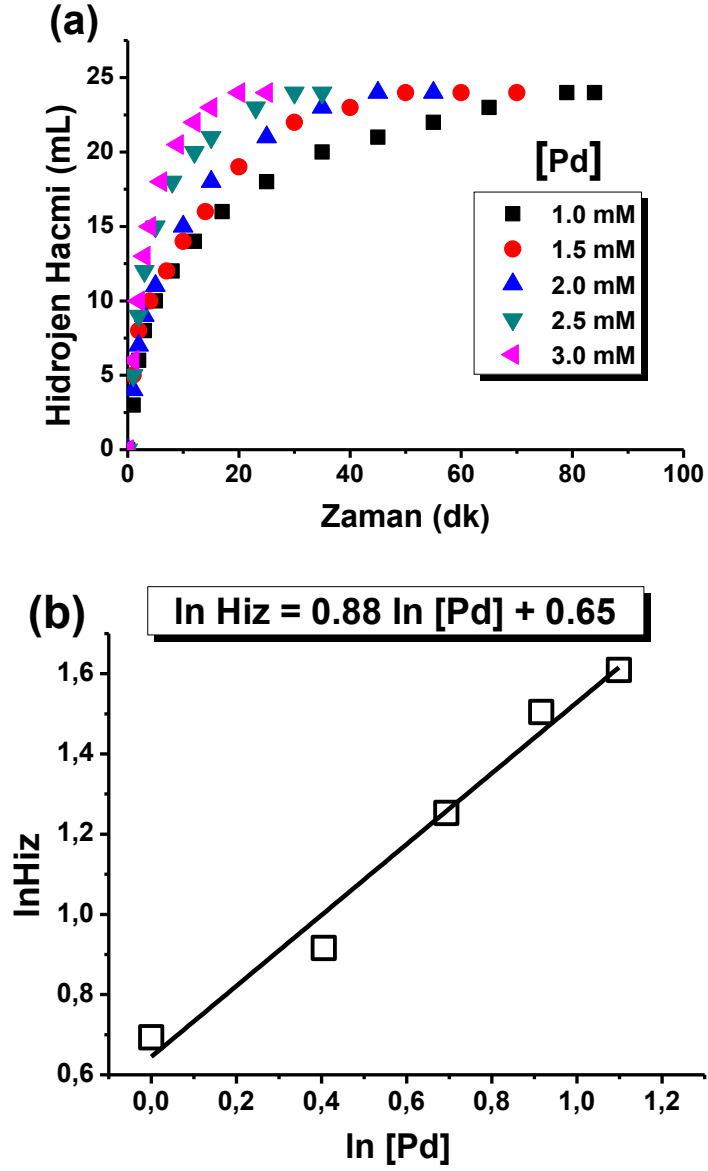 (a)
30
25
20
15
10
5
0
Hidrojen Hacmi (mL)
[Pd]
1.0 mM
1.5 mM
2.0 mM
2.5 mM
3.0 mM
0 20 40 60 80 100
Zaman (dk)
(b)
ln Hiz = 0.88 ln [Pd] + 0.65
1,6
1,4
1,2
1,0
0,8
0,6
lnHiz
0,0 0,2 0,4 0,6 0,8 1,0 1,2
ln [Pd]